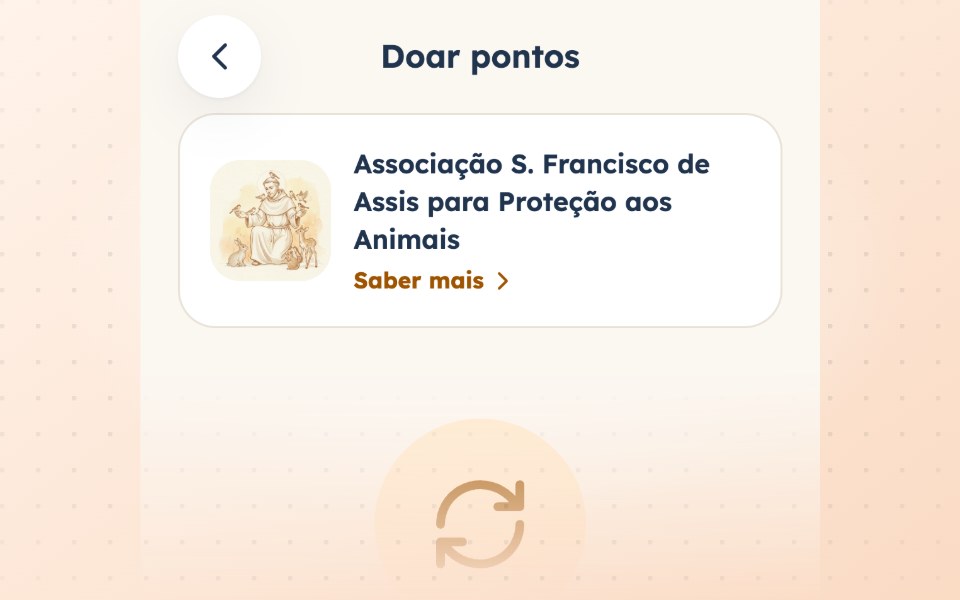 Doar pontos
Associação S. Francisco de
Assis para Proteção aos
Animais
Saber mais